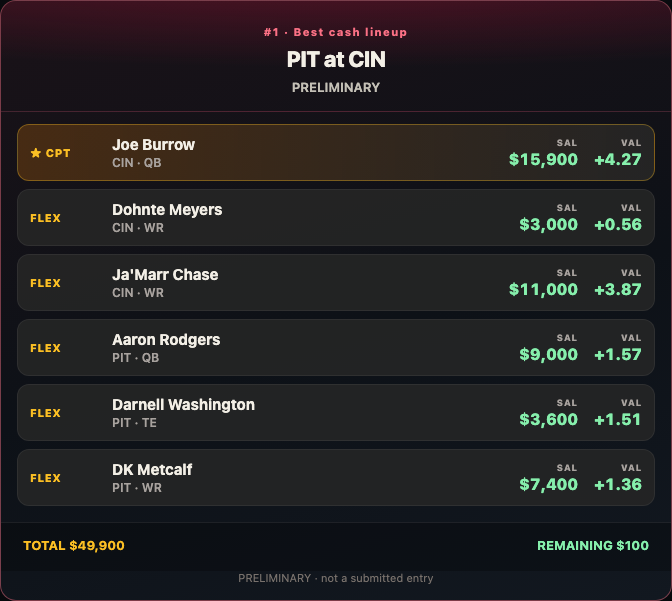 #1 · Best cash lineup
PIT at CIN
PRELIMINARY
★ CPT
Joe Burrow
CIN · QB
SAL
$15,900
VAL
+4.27
FLEX
Dohnte Meyers
CIN · WR
SAL
$3,000
VAL
+0.56
FLEX
Ja'Marr Chase
CIN · WR
SAL
$11,000
VAL
+3.87
FLEX
Aaron Rodgers
PIT · QB
SAL
$9,000
VAL
+1.57
FLEX
Darnell Washington
PIT · TE
SAL
$3,600
VAL
+1.51
FLEX
DK Metcalf
PIT · WR
SAL
$7,400
VAL
+1.36
TOTAL $49,900
REMAINING $100
PRELIMINARY · not a submitted entry